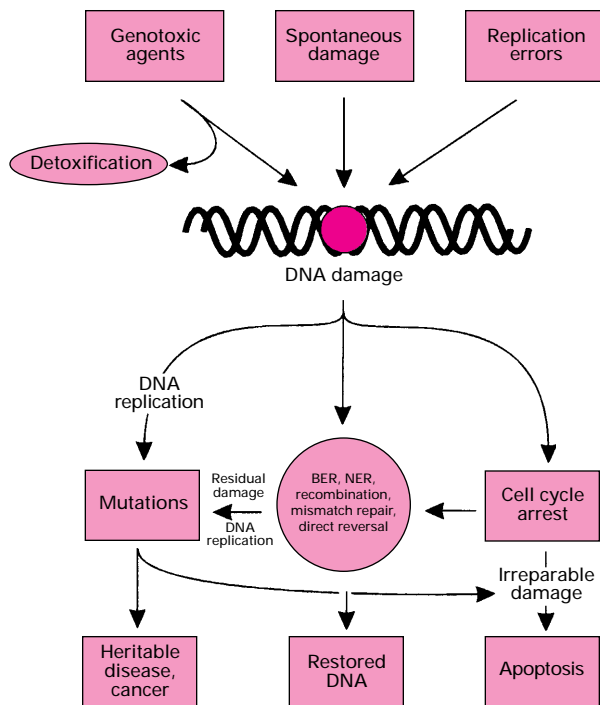 Genotoxic
agents
Spontaneous
damage
Replication
errors
Detoxification
DNA damage
DNA
replication
Mutations
Residual
damage
DNA
replication
BER, NER,
recombination,
mismatch repair,
direct reversal
Cell cycle
arrest
Irreparable
damage
Heritable
disease,
cancer
Restored
DNA
Apoptosis